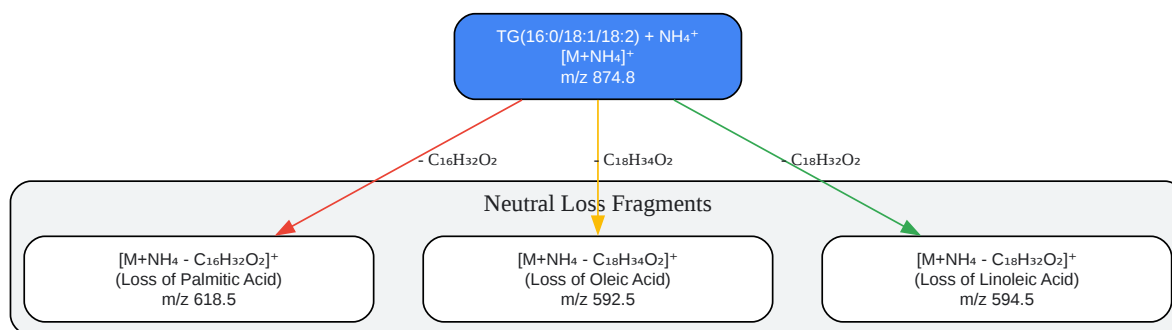 TG(16:0/18:1/18:2) + NH₄⁺
[M+NH₄]⁺
m/z 874.8
- C₁₆H₃₂O₂
- C₁₈H₃₄O₂
- C₁₈H₃₂O₂
Neutral Loss Fragments
[M+NH₄ - C₁₆H₃₂O₂]⁺
(Loss of Palmitic Acid)
m/z 618.5
[M+NH₄ - C₁₈H₃₄O₂]⁺
(Loss of Oleic Acid)
m/z 592.5
[M+NH₄ - C₁₈H₃₂O₂]⁺
(Loss of Linoleic Acid)
m/z 594.5